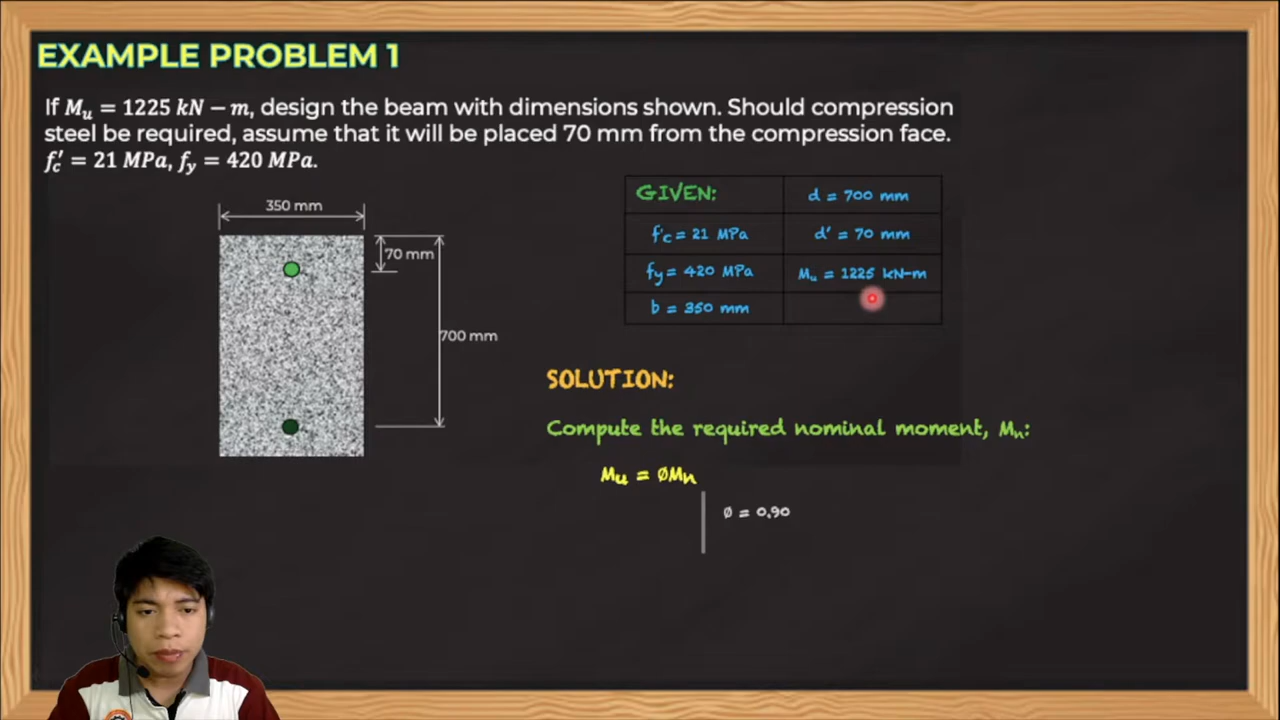 EXAMPLE PROBLEM 1
If Mᵤ = 1225 kN − m, design the beam with dimensions shown. Should compression
steel be required, assume that it will be placed 70 mm from the compression face.
f′c = 21 MPa, fy = 420 MPa.
350 mm
70 mm
700 mm
GIVEN:
d = 700 mm
f'c = 21 MPa
d' = 70 mm
fy = 420 MPa
Mᵤ = 1225 kN-m
b = 350 mm
SOLUTION:
Compute the required nominal moment, Mₙ:
Mu = ØMn
Ø = 0.90